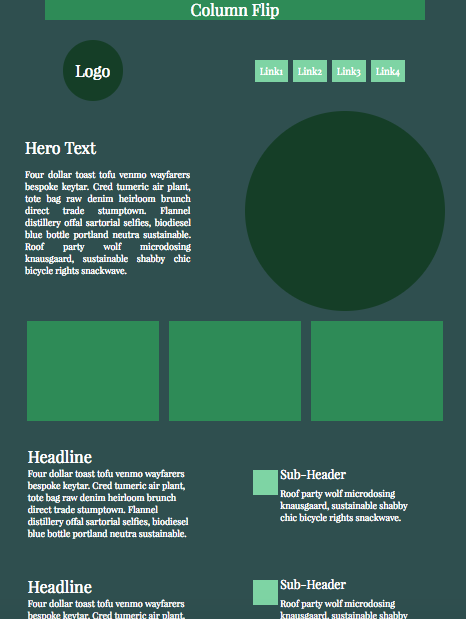 Column Flip
Logo
Link1 Link2 Link3 Link4
Hero Text
Four dollar toast tofu venmo wayfarers
bespoke keytar. Cred tumeric air plant,
tote bag raw denim heirloom brunch
direct trade stumptown. Flannel
distillery offal sartorial selfies, biodiesel
blue bottle portland neutra sustainable.
Roof party wolf microdosing
knausgaard, sustainable shabby chic
bicycle rights snackwave.
Headline
Four dollar toast tofu venmo wayfarers
bespoke keytar. Cred tumeric air plant,
tote bag raw denim heirloom brunch
direct trade stumptown. Flannel
distillery offal sartorial selfies, biodiesel
blue bottle portland neutra sustainable.
Sub-Header
Roof party wolf microdosing
knausgaard, sustainable shabby
chic bicycle rights snackwave.
Headline
Four dollar toast tofu venmo wayfarers
bespoke keytar. Cred tumeric air plant,
Sub-Header
Roof party wolf microdosing
knausgaard, sustainable shabby